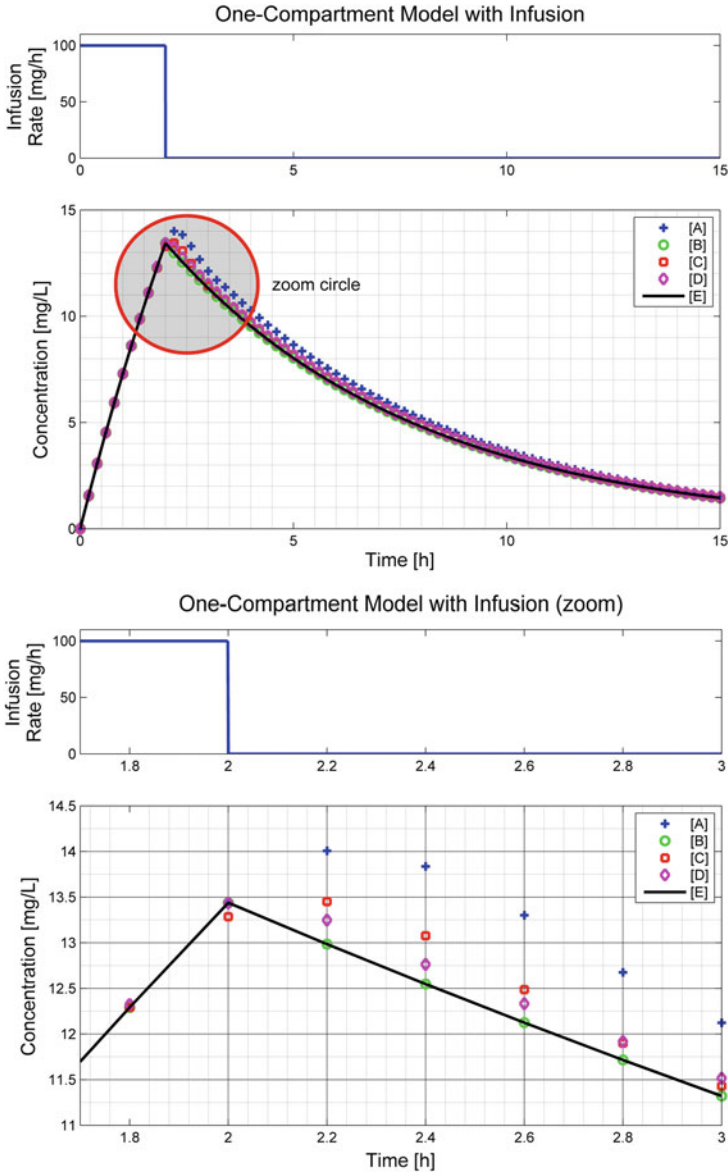 One-Compartment Model with Infusion
Infusion
Rate [mg/h]
100
50
0
0
5
10
15
Concentration [mg/L]
15
10
5
0
[A]
[B]
[C]
[D]
[E]
zoom circle
0
5
10
15
Time [h]
One-Compartment Model with Infusion (zoom)
Infusion
Rate [mg/h]
100
50
0
1.8
2
2.2
2.4
2.6
2.8
3
Concentration [mg/L]
14.5
14
13.5
13
12.5
12
11.5
11
[A]
[B]
[C]
[D]
[E]
1.8
2
2.2
2.4
2.6
2.8
3
Time [h]